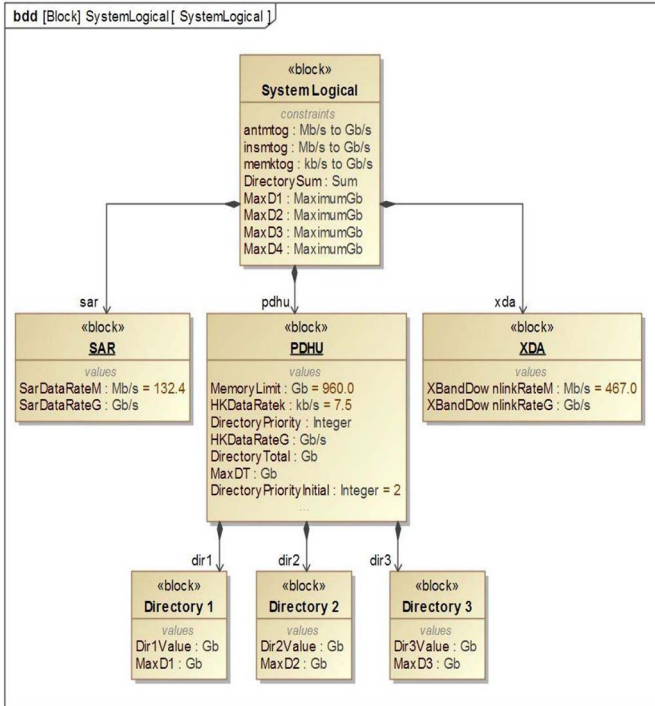 bdd [Block] SystemLogical [ SystemLogical ]
«block»
System Logical
constraints
antmtog : Mb/s to Gb/s
insmtog : Mb/s to Gb/s
memktog : kb/s to Gb/s
DirectorySum : Sum
MaxD1 : MaximumGb
MaxD2 : MaximumGb
MaxD3 : MaximumGb
MaxD4 : MaximumGb
sar
pdhu
xda
«block»
SAR
values
SarDataRateM : Mb/s = 132.4
SarDataRateG : Gb/s
«block»
PDHU
values
MemoryLimit : Gb = 960.0
HKDataRatek : kb/s = 7.5
DirectoryPriority : Integer
HKDataRateG : Gb/s
DirectoryTotal : Gb
MaxDT : Gb
DirectoryPriorityInitial : Integer = 2
...
«block»
XDA
values
XBandDownlinkRateM : Mb/s = 467.0
XBandDownlinkRateG : Gb/s
dir1
dir2
dir3
«block»
Directory 1
values
Dir1Value : Gb
MaxD1 : Gb
«block»
Directory 2
values
Dir2Value : Gb
MaxD2 : Gb
«block»
Directory 3
values
Dir3Value : Gb
MaxD3 : Gb